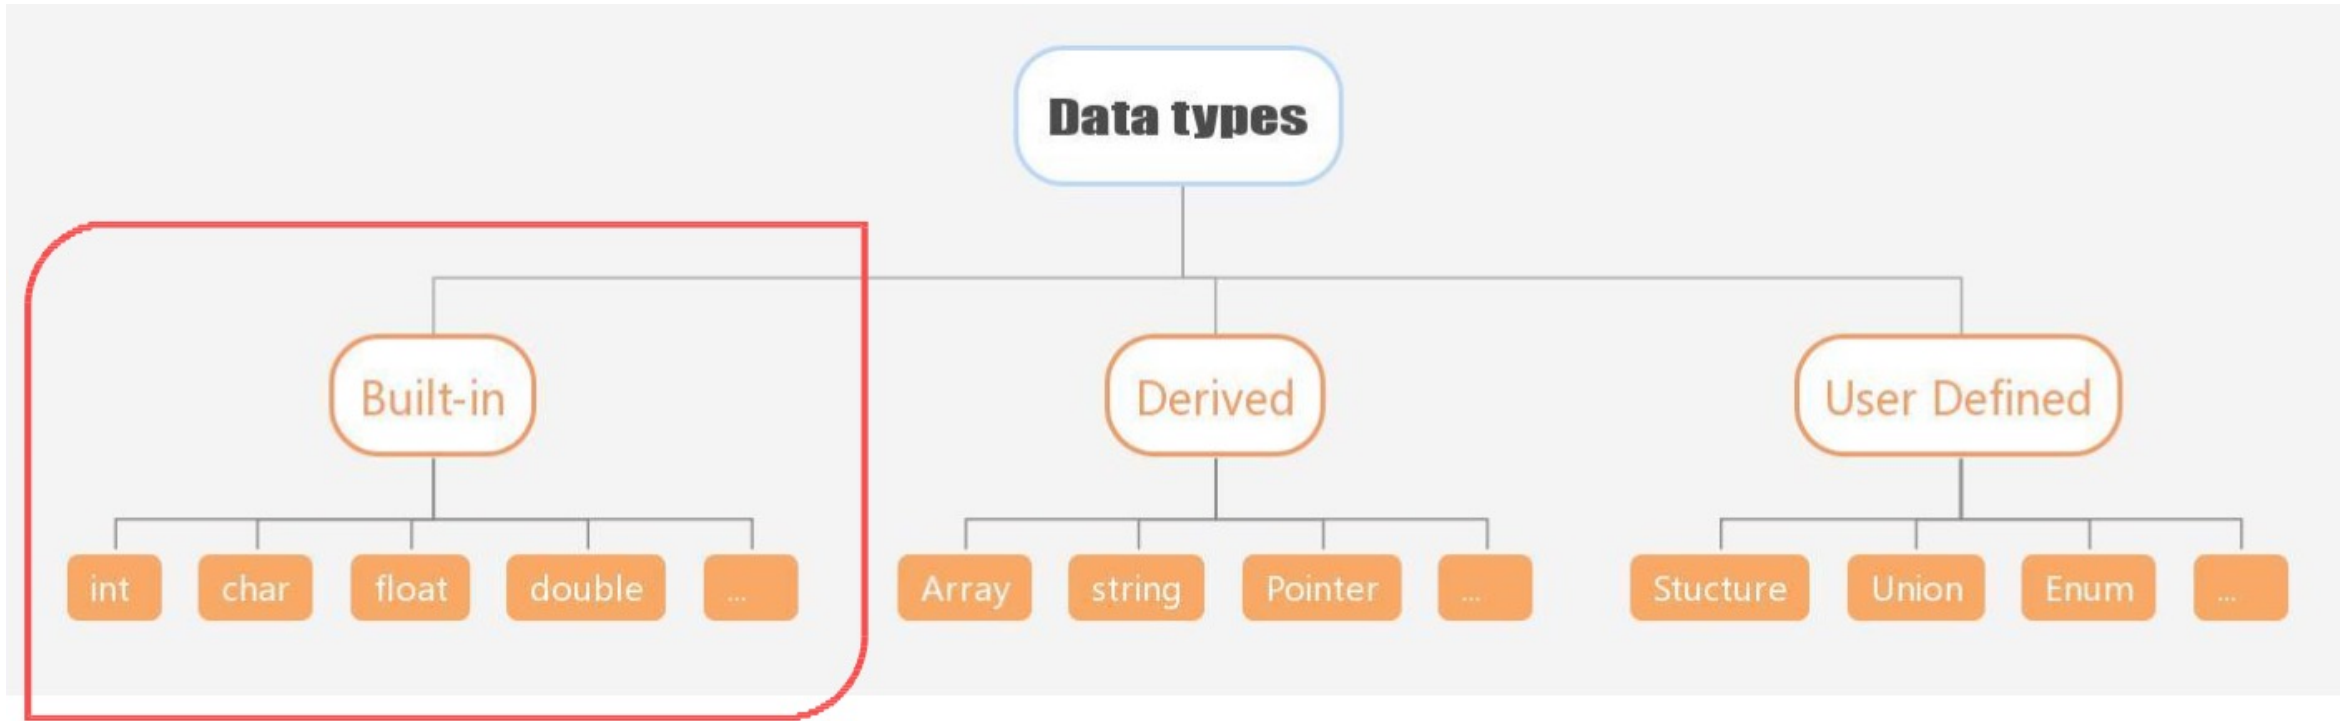 Data types
Built-in
Derived
User Defined
int
char
float
double
...
Array
string
Pointer
...
Stucture
Union
Enum
...